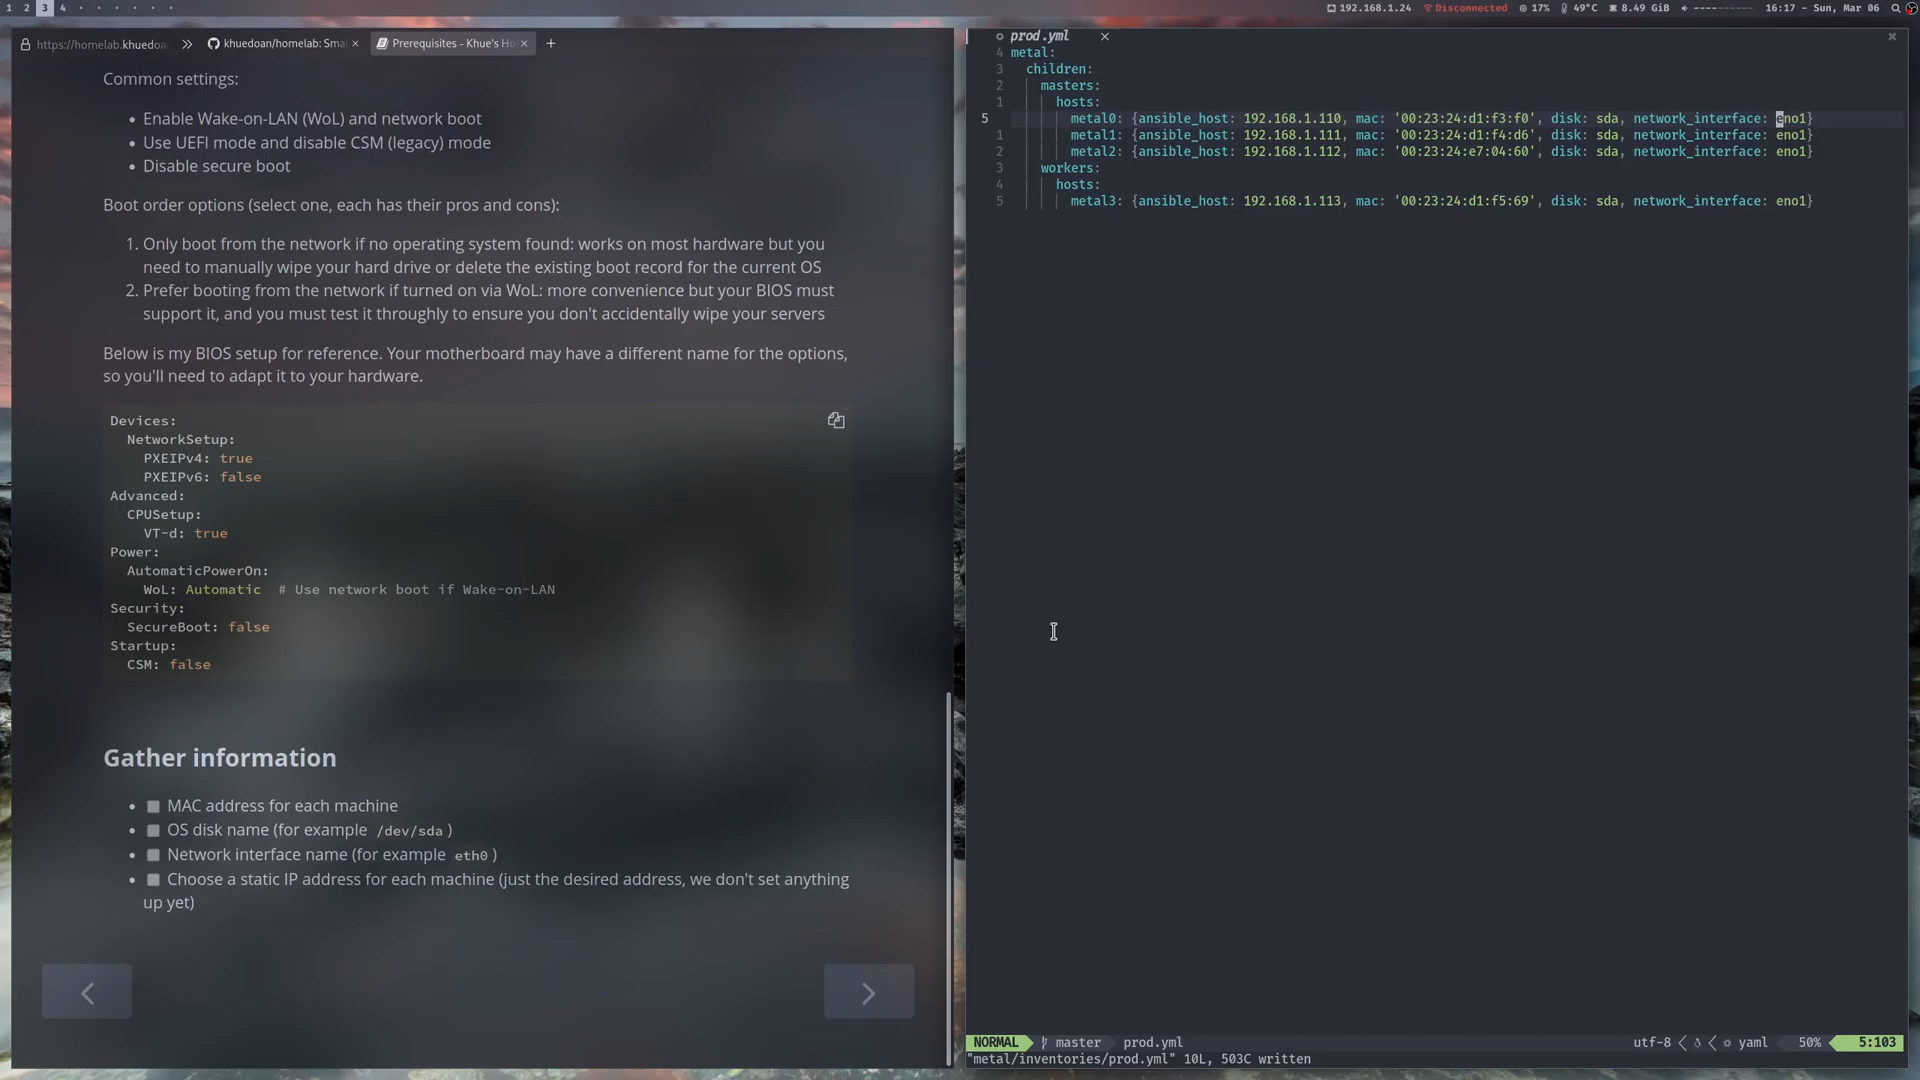 1 2 3 4
192.168.1.24 Disconnected 17% 49°C 8.49 GiB 16:17 - Sun, Mar 06
https://homelab.khuedoa
khuedoan/homelab: Sma
Prerequisites - Khue's Ho
Common settings:
Enable Wake-on-LAN (WoL) and network boot
Use UEFI mode and disable CSM (legacy) mode
Disable secure boot
Boot order options (select one, each has their pros and cons):
1. Only boot from the network if no operating system found: works on most hardware but you
need to manually wipe your hard drive or delete the existing boot record for the current OS
2. Prefer booting from the network if turned on via WoL: more convenience but your BIOS must
support it, and you must test it throughly to ensure you don't accidentally wipe your servers
Below is my BIOS setup for reference. Your motherboard may have a different name for the options,
so you'll need to adapt it to your hardware.
Devices:
NetworkSetup:
PXEIPv4: true
PXEIPv6: false
Advanced:
CPUSetup:
VT-d: true
Power:
AutomaticPowerOn:
WoL: Automatic # Use network boot if Wake-on-LAN
Security:
SecureBoot: false
Startup:
CSM: false
Gather information
MAC address for each machine
OS disk name (for example /dev/sda)
Network interface name (for example eth0)
Choose a static IP address for each machine (just the desired address, we don't set anything
up yet)
prod.yml
4 metal:
3 children:
2 masters:
1 hosts:
5 metal0: {ansible_host: 192.168.1.110, mac: '00:23:24:d1:f3:f0', disk: sda, network_interface: eno1}
1 metal1: {ansible_host: 192.168.1.111, mac: '00:23:24:d1:f4:d6', disk: sda, network_interface: eno1}
2 metal2: {ansible_host: 192.168.1.112, mac: '00:23:24:e7:04:60', disk: sda, network_interface: eno1}
3 workers:
4 hosts:
5 metal3: {ansible_host: 192.168.1.113, mac: '00:23:24:d1:f5:69', disk: sda, network_interface: eno1}
NORMAL master prod.yml utf-8 yaml 50% 5:103
"metal/inventories/prod.yml" 10L, 503C written